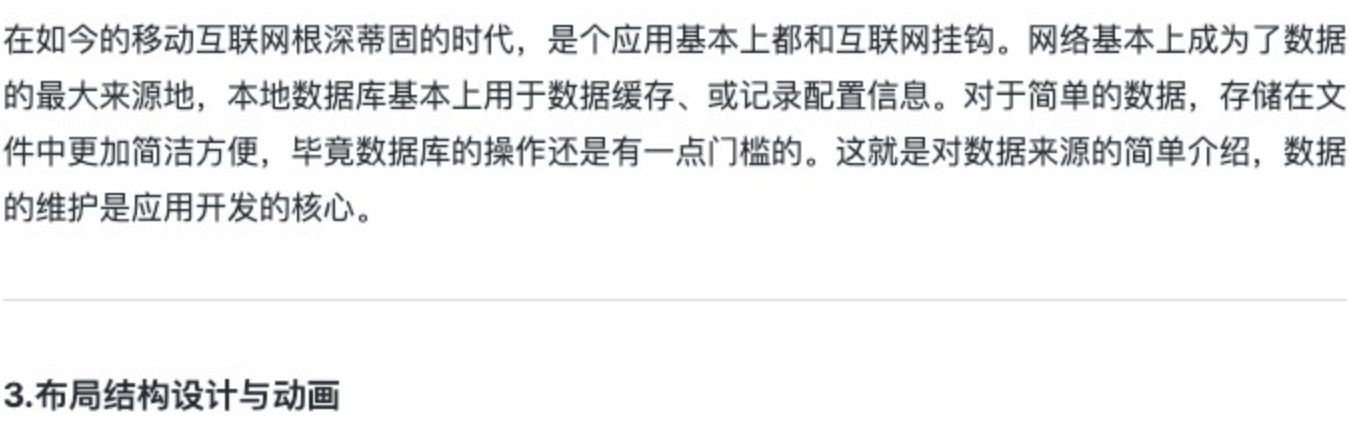 在如今的移动互联网根深蒂固的时代，是个应用基本上都和互联网挂钩。网络基本上成为了数据
的最大来源地，本地数据库基本上用于数据缓存、或记录配置信息。对于简单的数据，存储在文
件中更加简洁方便，毕竟数据库的操作还是有一点门槛的。这就是对数据来源的简单介绍，数据
的维护是应用开发的核心。
3.布局结构设计与动画